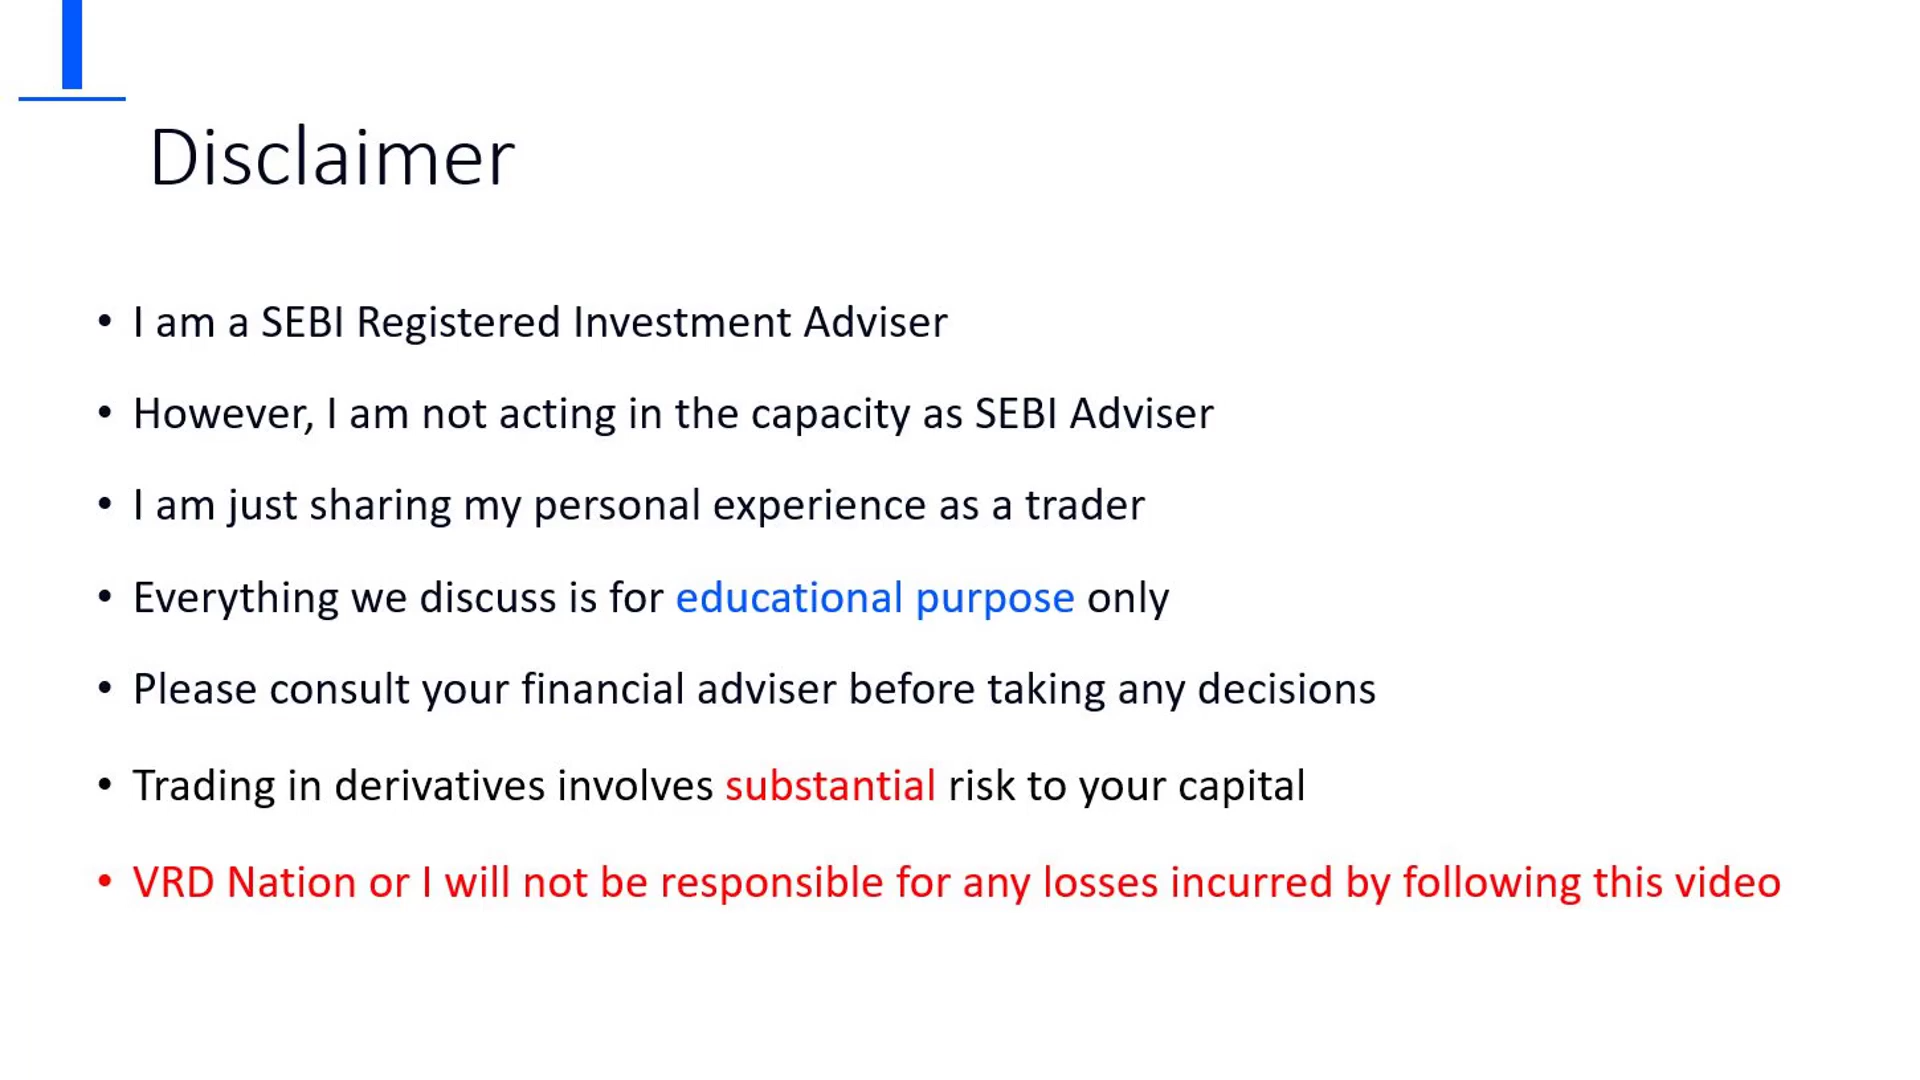 Disclaimer
• I am a SEBI Registered Investment Adviser
• However, I am not acting in the capacity as SEBI Adviser
• I am just sharing my personal experience as a trader
• Everything we discuss is for educational purpose only
• Please consult your financial adviser before taking any decisions
• Trading in derivatives involves substantial risk to your capital
• VRD Nation or I will not be responsible for any losses incurred by following this video